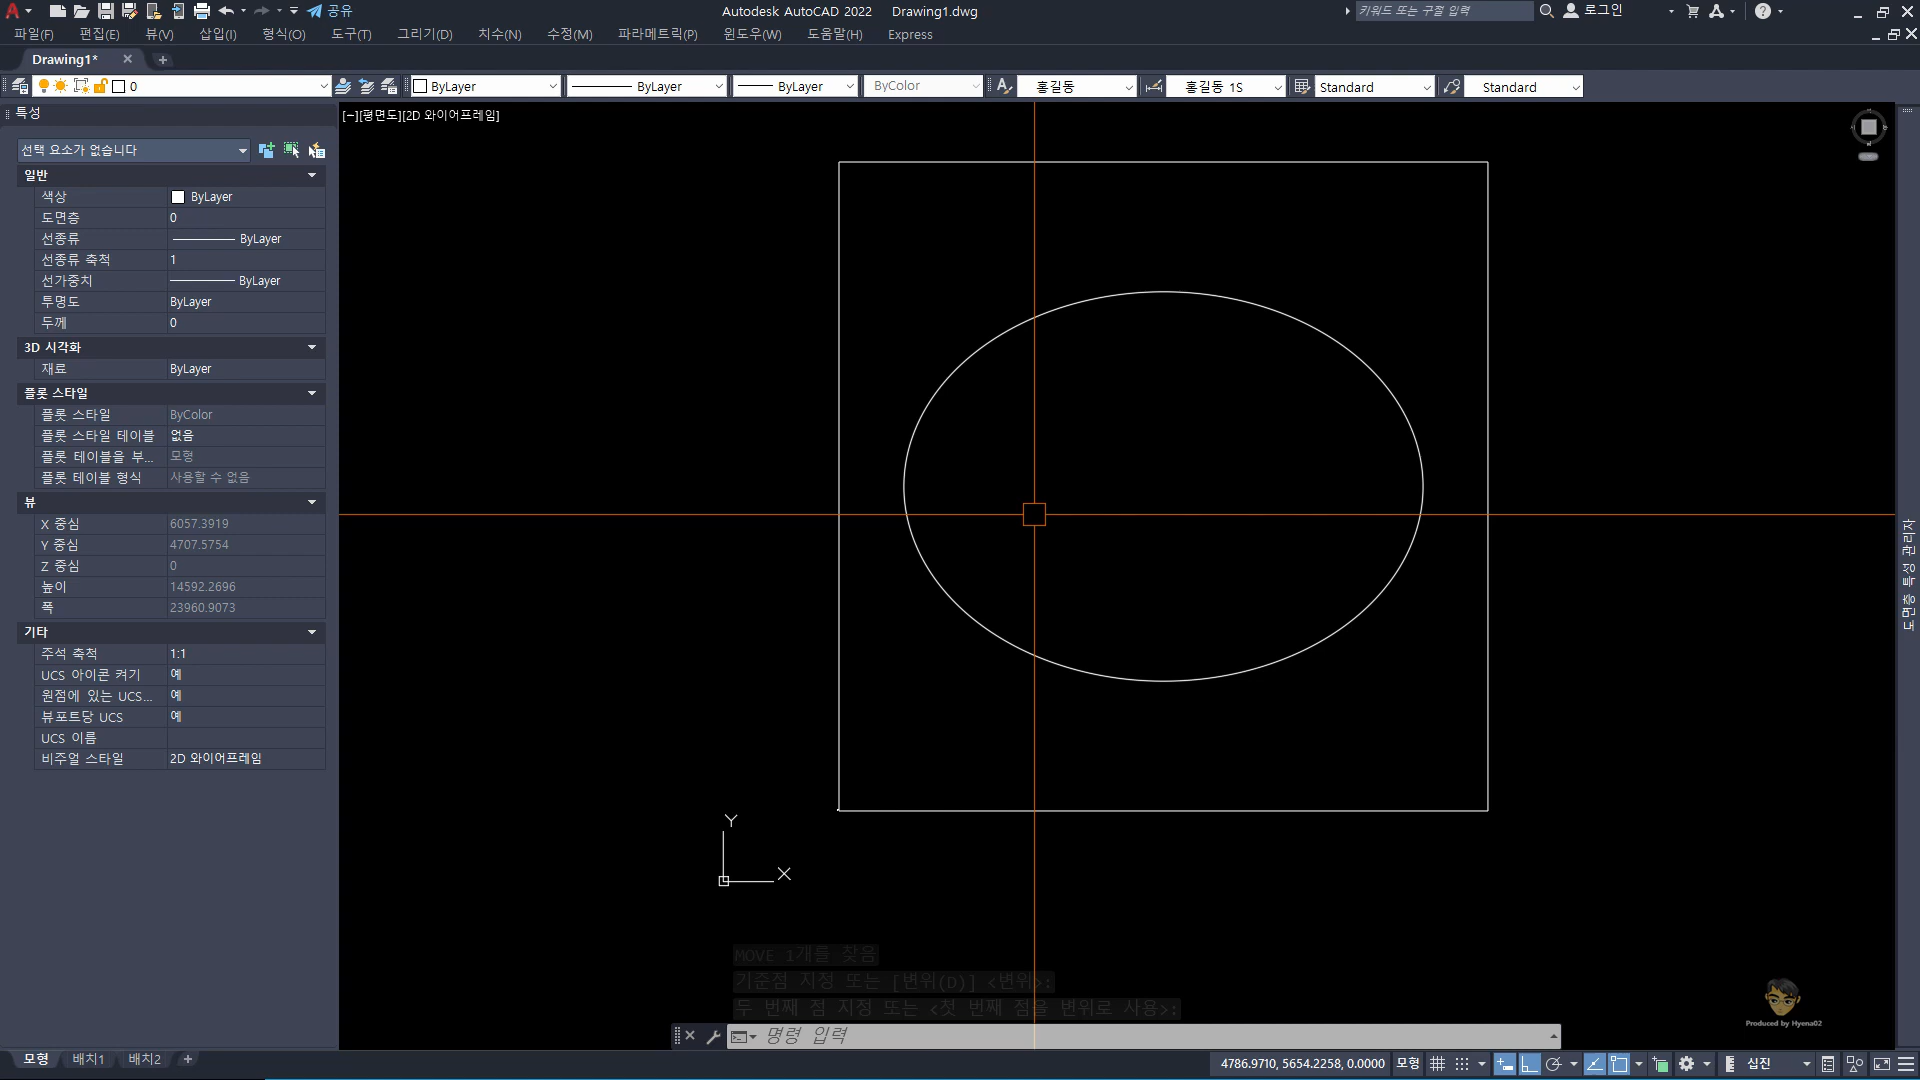 공유
Autodesk AutoCAD 2022 Drawing1.dwg
키워드 또는 구절 입력
로그인
파일(F) 편집(E) 뷰(V) 삽입(I) 형식(O) 도구(T) 그리기(D) 치수(N) 수정(M) 파라메트릭(P) 윈도우(W) 도움말(H) Express
Drawing1*
0 ByLayer ByLayer ByLayer ByColor 홍길동 홍길동 1S Standard Standard
특성
[−][평면도][2D 와이어프레임]
선택 요소가 없습니다
일반
색상 ByLayer
도면층 0
선종류 ByLayer
선종류 축척 1
선가중치 ByLayer
투명도 ByLayer
두께 0
3D 시각화
재료 ByLayer
플롯 스타일
플롯 스타일 ByColor
플롯 스타일 테이블 없음
플롯 테이블을 부... 모형
플롯 테이블 형식 사용할 수 없음
뷰
X 중심 6057.3919
Y 중심 4707.5754
Z 중심 0
높이 14592.2696
폭 23960.9073
기타
주석 축척 1:1
UCS 아이콘 켜기 예
원점에 있는 UCS... 예
뷰포트당 UCS 예
UCS 이름
비주얼 스타일 2D 와이어프레임
도면층 특성 관리자
Y
X
MOVE 1개를 찾음
기준점 지정 또는 [변위(D)] <변위>:
두 번째 점 지정 또는 <첫 번째 점을 변위로 사용>:
명령 입력
Produced by Hyena02
모형 배치1 배치2
4786.9710, 5654.2258, 0.0000 모형 십진